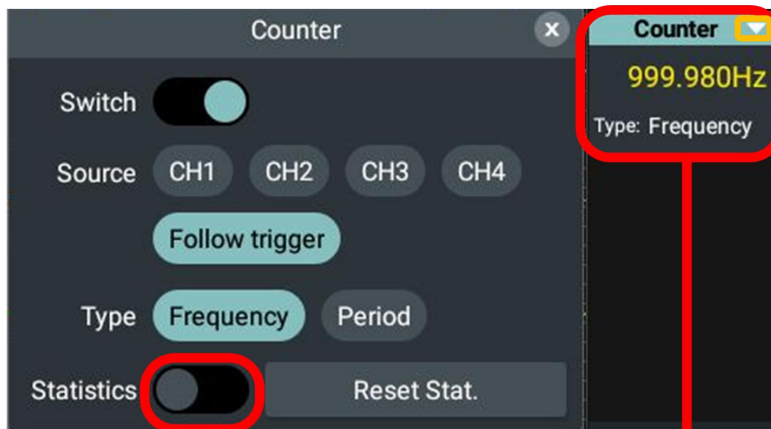 Counter x
Switch
Source CH1 CH2 CH3 CH4
Follow trigger
Type Frequency Period
Statistics Reset Stat.
Counter
999.980Hz
Type: Frequency